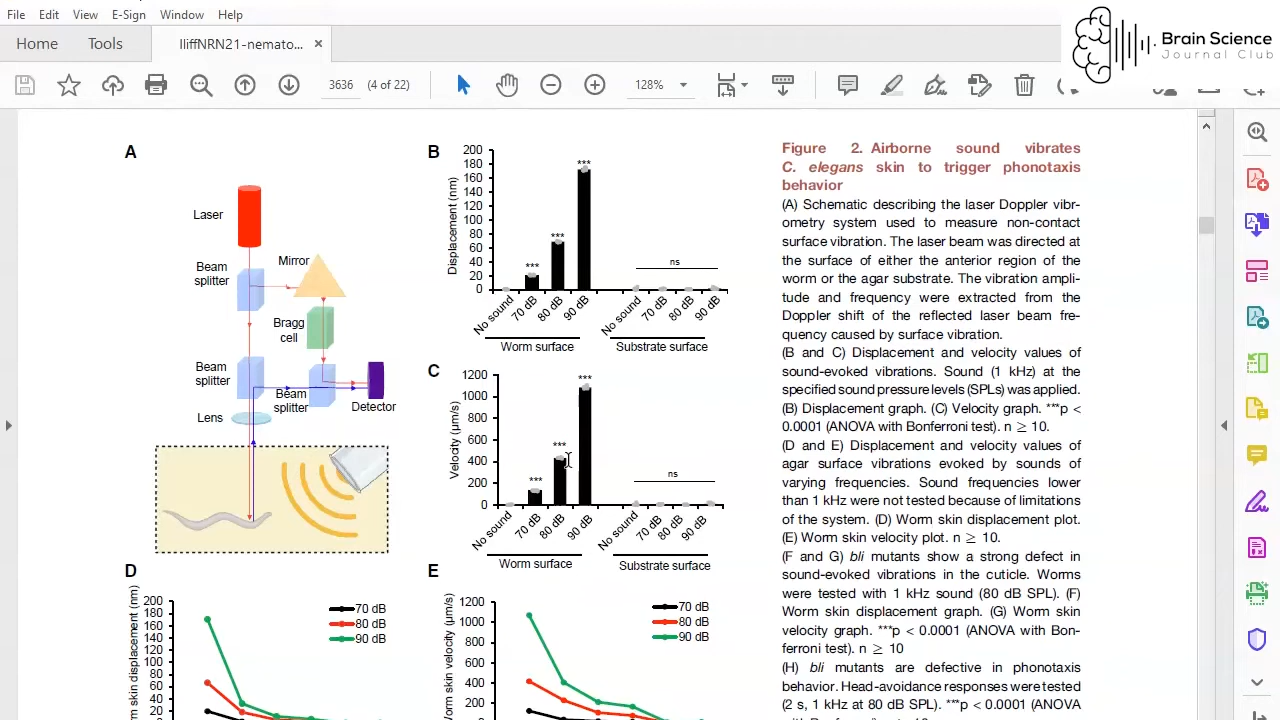 File Edit View E-Sign Window Help
Home Tools IliffNRN21-nemato... ×
Brain Science
Journal Club
3636 (4 of 22) 128%
A
Laser
Beam
splitter
Mirror
Bragg
cell
Beam
splitter
Beam
splitter
Detector
Lens
B
Displacement (nm)
200
180
160
140
120
100
80
60
40
20
0
***
***
***
ns
No sound 70 dB 80 dB 90 dB No sound 70 dB 80 dB 90 dB
Worm surface Substrate surface
C
Velocity (µm/s)
1200
1000
800
600
400
200
0
***
***
***
ns
No sound 70 dB 80 dB 90 dB No sound 70 dB 80 dB 90 dB
Worm surface Substrate surface
D
Worm skin displacement (nm)
200
180
160
140
120
100
80
60
40
20
70 dB
80 dB
90 dB
E
Worm skin velocity (µm/s)
1200
1000
800
600
400
200
70 dB
80 dB
90 dB
Figure 2. Airborne sound vibrates
C. elegans skin to trigger phonotaxis
behavior
(A) Schematic describing the laser Doppler vibr-
ometry system used to measure non-contact
surface vibration. The laser beam was directed at
the surface of either the anterior region of the
worm or the agar substrate. The vibration ampli-
tude and frequency were extracted from the
Doppler shift of the reflected laser beam fre-
quency caused by surface vibration.
(B and C) Displacement and velocity values of
sound-evoked vibrations. Sound (1 kHz) at the
specified sound pressure levels (SPLs) was applied.
(B) Displacement graph. (C) Velocity graph. ***p <
0.0001 (ANOVA with Bonferroni test). n ≥ 10.
(D and E) Displacement and velocity values of
agar surface vibrations evoked by sounds of
varying frequencies. Sound frequencies lower
than 1 kHz were not tested because of limitations
of the system. (D) Worm skin displacement plot.
(E) Worm skin velocity plot. n ≥ 10.
(F and G) bli mutants show a strong defect in
sound-evoked vibrations in the cuticle. Worms
were tested with 1 kHz sound (80 dB SPL). (F)
Worm skin displacement graph. (G) Worm skin
velocity graph. ***p < 0.0001 (ANOVA with Bon-
ferroni test). n ≥ 10
(H) bli mutants are defective in phonotaxis
behavior. Head-avoidance responses were tested
(2 s, 1 kHz at 80 dB SPL). ***p < 0.0001 (ANOVA